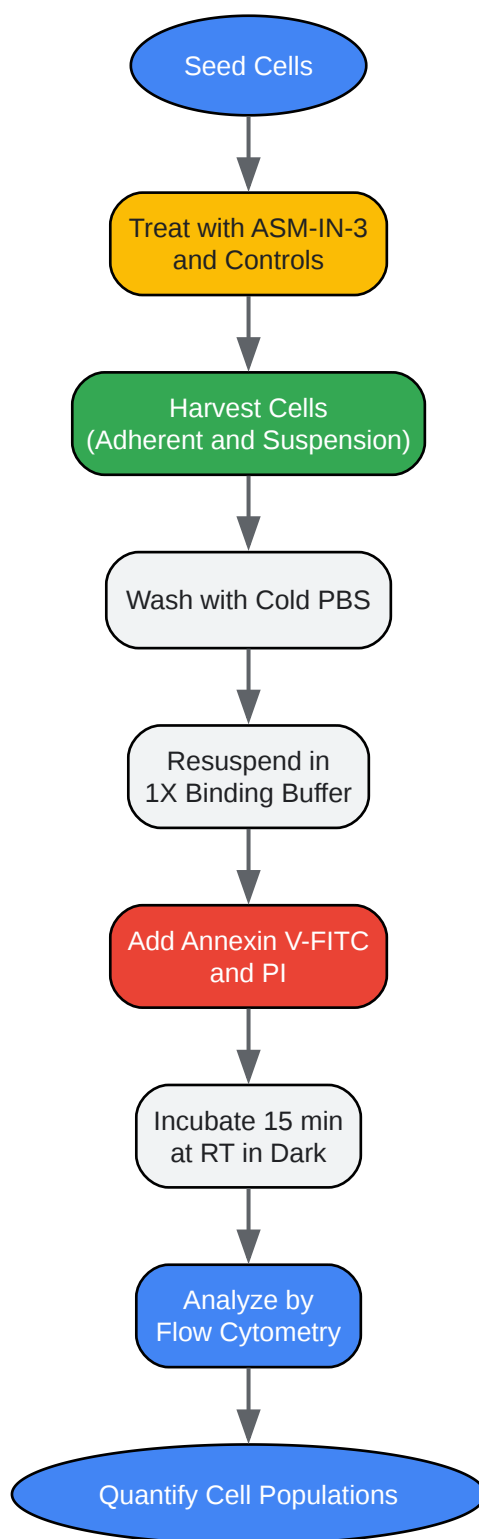 Seed Cells
Treat with ASM-IN-3
and Controls
Harvest Cells
(Adherent and Suspension)
Wash with Cold PBS
Resuspend in
1X Binding Buffer
Add Annexin V-FITC
and PI
Incubate 15 min
at RT in Dark
Analyze by
Flow Cytometry
Quantify Cell Populations